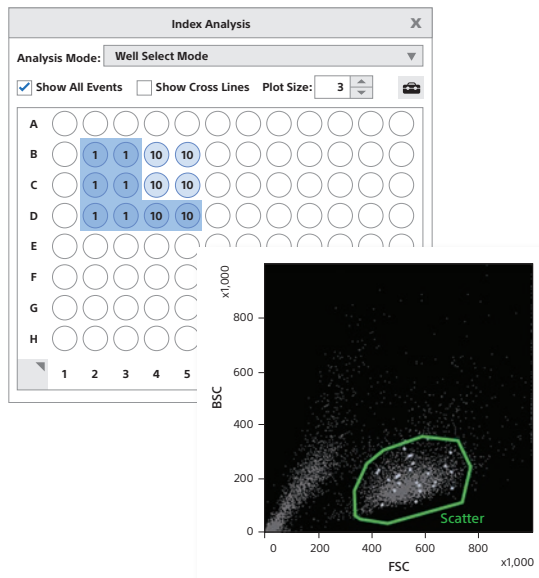 Index Analysis X
Analysis Mode: Well Select Mode
Show All Events Show Cross Lines Plot Size: 3
A
B 1 1 10 10
C 1 1 10 10
D 1 1 10 10
E
F
G
H
1 2 3 4 5
x1,000
800
600
400
200
0
BSC
Scatter
0 200 400 600 800
x1,000
FSC